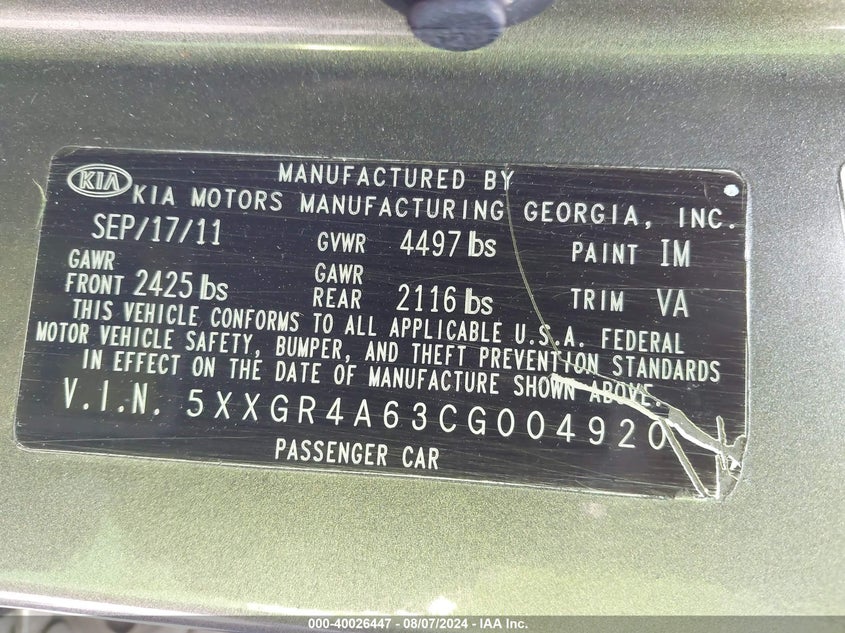 MANUFACTURED BY
KIA KIA MOTORS MANUFACTURING GEORGIA, INC.
SEP/17/11 GVWR 4497 lbs PAINT IM
GAWR FRONT 2425 lbs GAWR REAR 2116 lbs TRIM VA
THIS VEHICLE CONFORMS TO ALL APPLICABLE U.S.A. FEDERAL
MOTOR VEHICLE SAFETY, BUMPER, AND THEFT PREVENTION STANDARDS
IN EFFECT ON THE DATE OF MANUFACTURE SHOWN ABOVE.
V.I.N. 5XXGR4A63CG004920
PASSENGER CAR
000-40026447 - 08/07/2024 - IAA Inc.